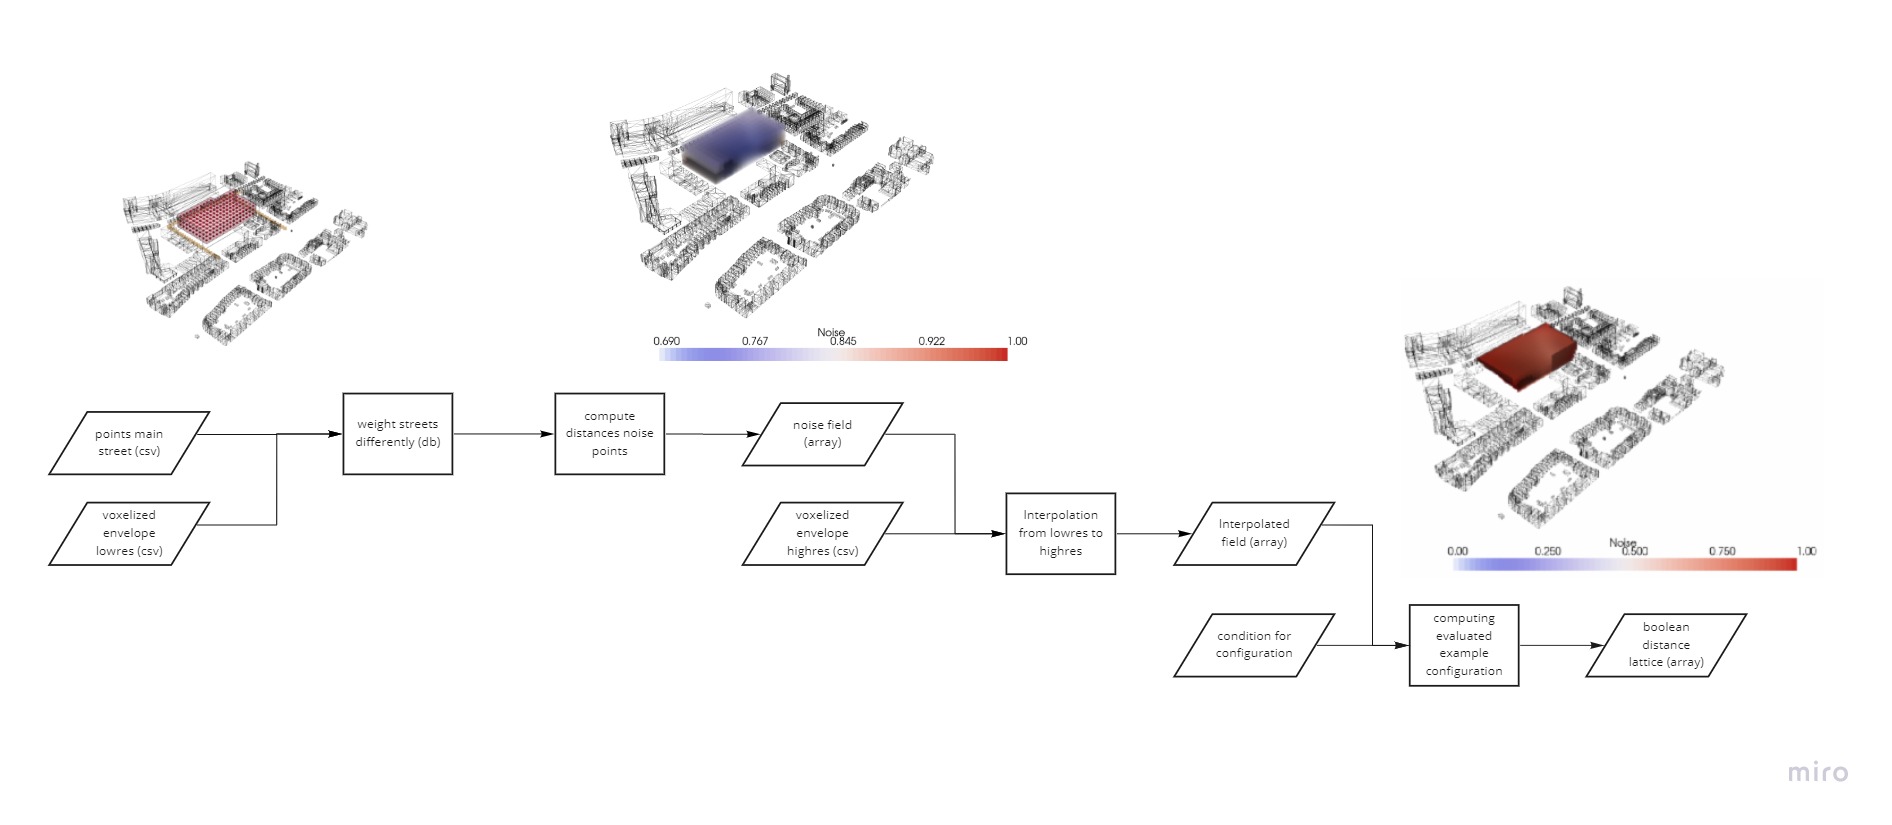 Noise
0.690 0.767 0.845 0.922 1.00
points main
street (csv)
voxelized
envelope
lowres (csv)
weight streets
differently (db)
compute
distances noise
points
noise field
(array)
voxelized
envelope
highres (csv)
Interpolation
from lowres to
highres
Interpolated
field (array)
Noise
0.00 0.250 0.500 0.750 1.00
condition for
configuration
computing
evaluated
example
configuration
boolean
distance
lattice (array)
miro